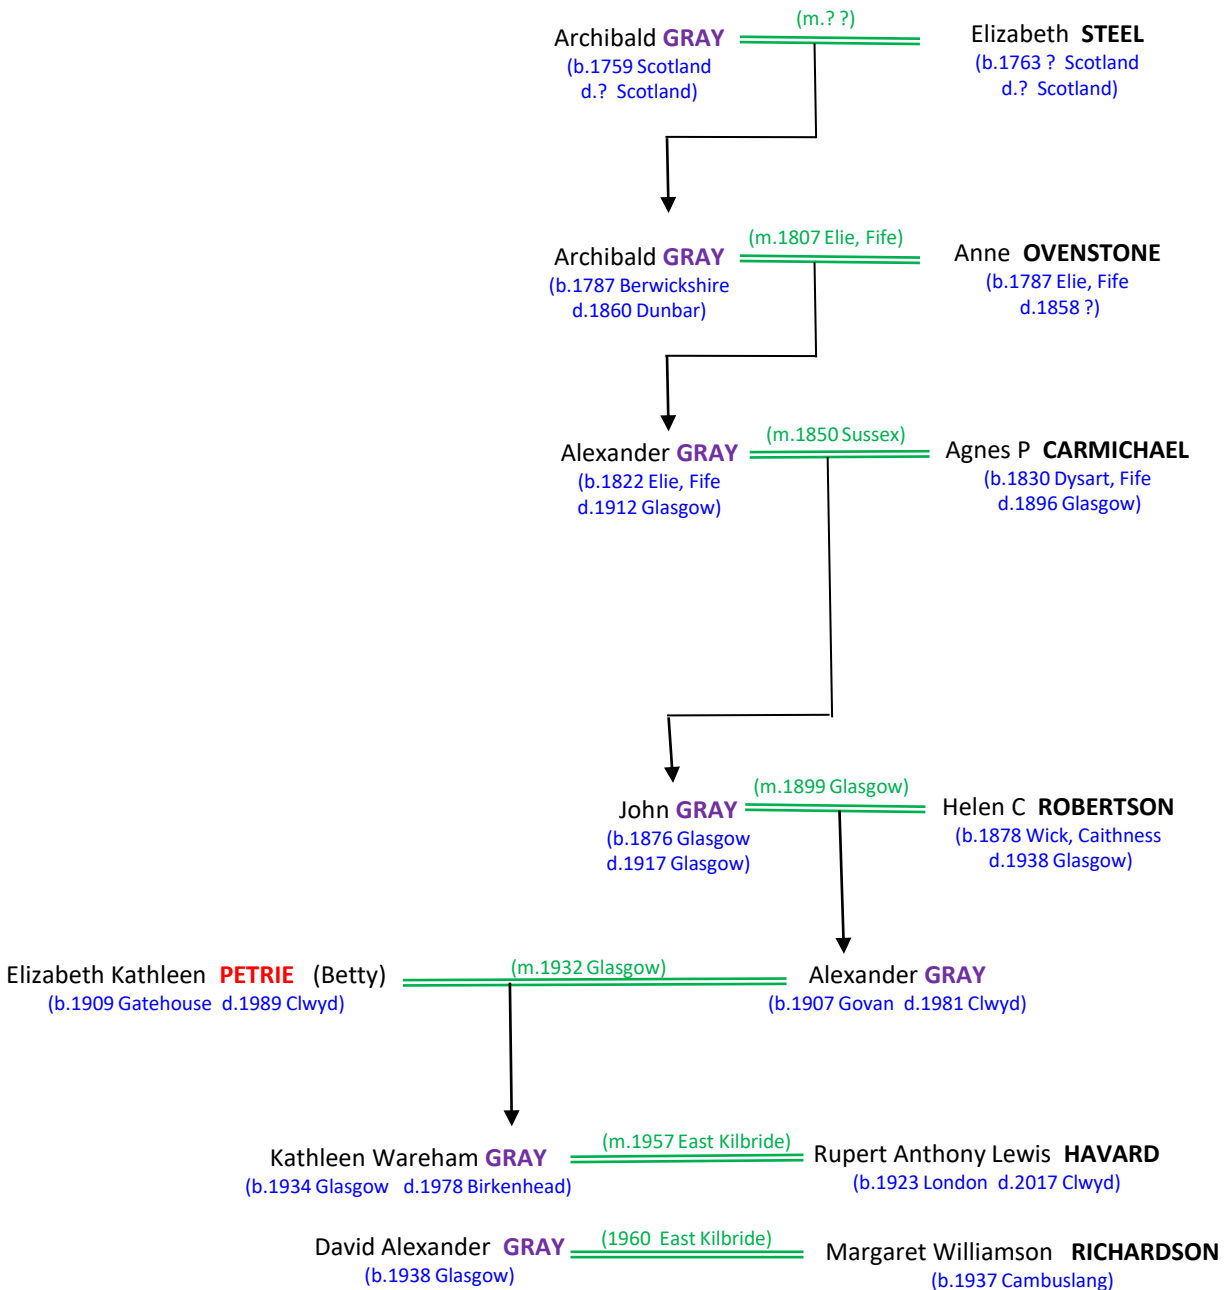 (m.? ?)
Archibald GRAY
Elizabeth STEEL
(b.1759 Scotland
d.? Scotland)
(b.1763 ? Scotland
d.? Scotland)
(m.1807 Elie, Fife)
Archibald GRAY
Anne OVENSTONE
(b.1787 Berwickshire
d.1860 Dunbar)
(b.1787 Elie, Fife
d.1858 ?)
(m.1850 Sussex)
Alexander GRAY
Agnes P CARMICHAEL
(b.1822 Elie, Fife
d.1912 Glasgow)
(b.1830 Dysart, Fife
d.1896 Glasgow)
(m.1899 Glasgow)
John GRAY
Helen C ROBERTSON
(b.1876 Glasgow
d.1917 Glasgow)
(b.1878 Wick, Caithness
d.1938 Glasgow)
Elizabeth Kathleen PETRIE (Betty)
(m.1932 Glasgow)
Alexander GRAY
(b.1909 Gatehouse d.1989 Clwyd)
(b.1907 Govan d.1981 Clwyd)
Kathleen Wareham GRAY
(m.1957 East Kilbride)
Rupert Anthony Lewis HAVARD
(b.1934 Glasgow d.1978 Birkenhead)
(b.1923 London d.2017 Clwyd)
David Alexander GRAY
(1960 East Kilbride)
Margaret Williamson RICHARDSON
(b.1938 Glasgow)
(b.1937 Cambuslang)